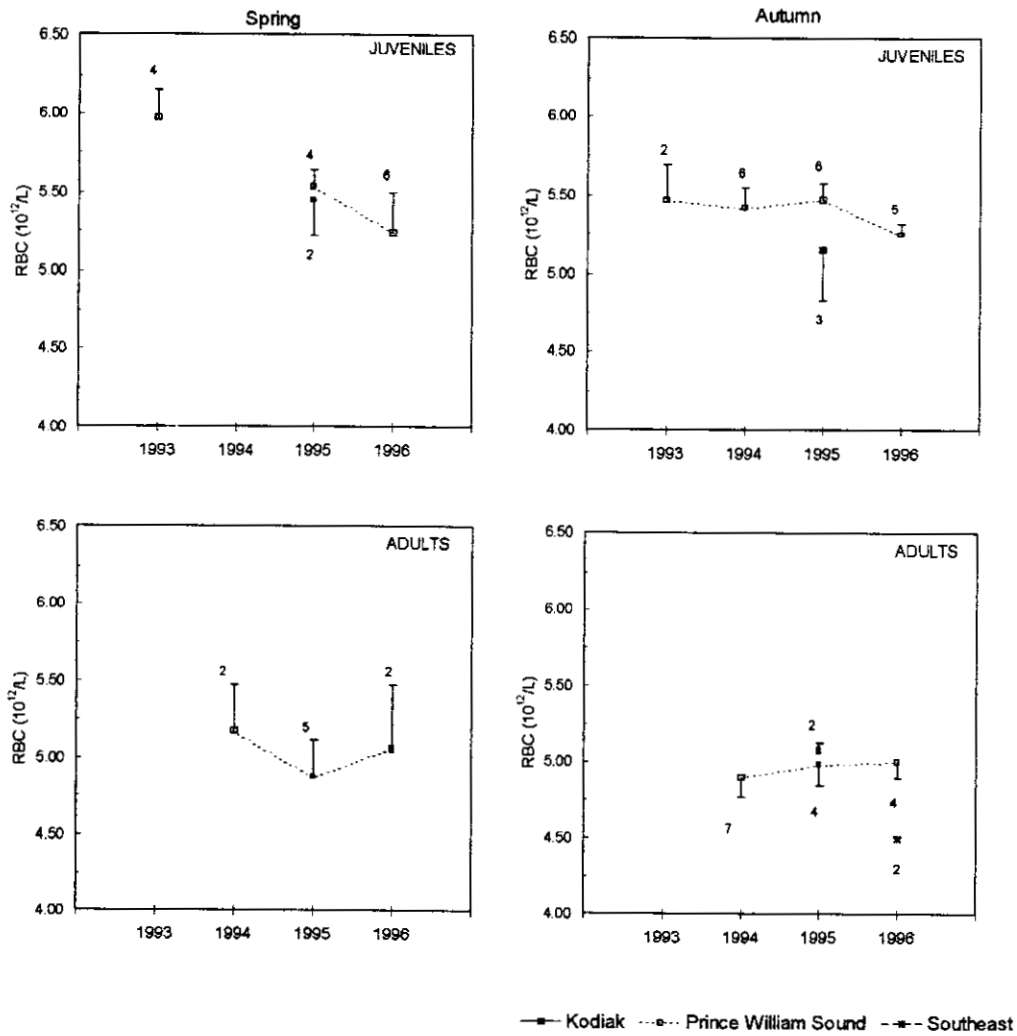 Spring
6.50
JUVENILES
4
6.00
4
6
5.50
2
5.00
4.50
4.00
RBC (10¹²/L)
1993 1994 1995 1996
Autumn
6.50
JUVENILES
6.00
2
6
6
5
5.50
3
5.00
4.50
4.00
RBC (10¹²/L)
1993 1994 1995 1996
6.50
ADULTS
6.00
2
2
5.50
5
5.00
4.50
4.00
RBC (10¹²/L)
1993 1994 1995 1996
6.50
ADULTS
6.00
5.50
2
5.00
7
4
4
4.50
2
4.00
RBC (10¹²/L)
1993 1994 1995 1996
Kodiak Prince William Sound Southeast